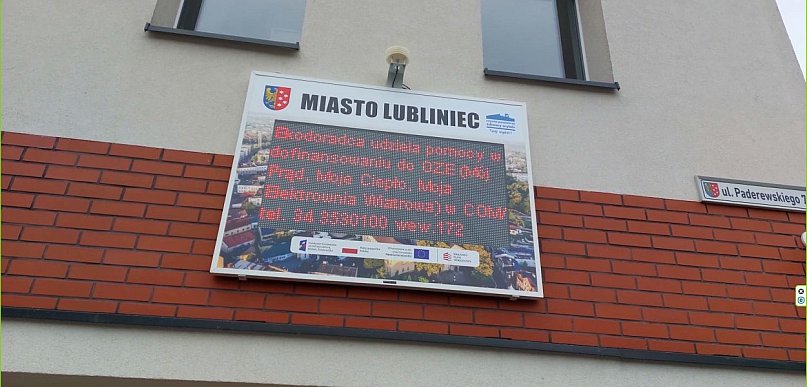 MIASTO LUBLINIEC
Ekodoradca udziela pomocy w
dofinansowaniu do OZE (Mój
Prąd, Moje Ciepło, Moja
Elektrownia Wiatrowa) w COM/
tel. 34 3530100 wew.172
ul. Paderewskiego 7